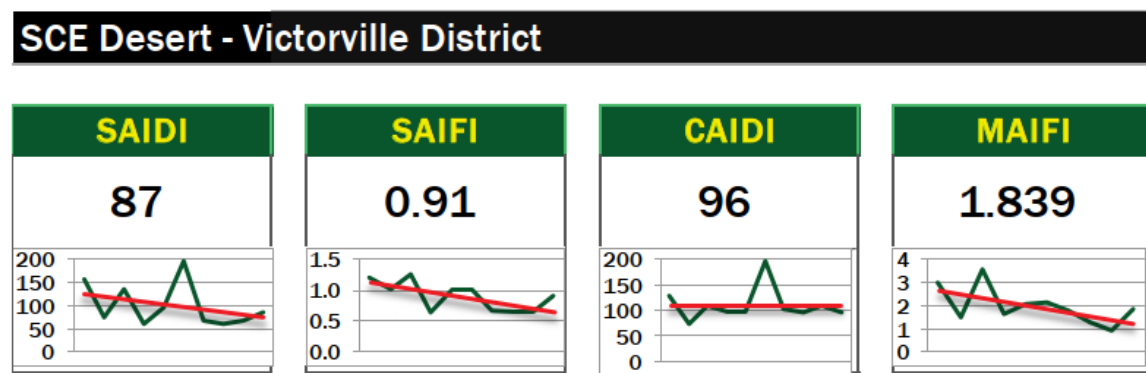 SCE Desert - Victorville District
SAIDI SAIFI CAIDI MAIFI
87 0.91 96 1.839
200 1.5 200 4
150 1.0 150 3
100 0.5 100 2
50 0.0 50 1
0 0 0